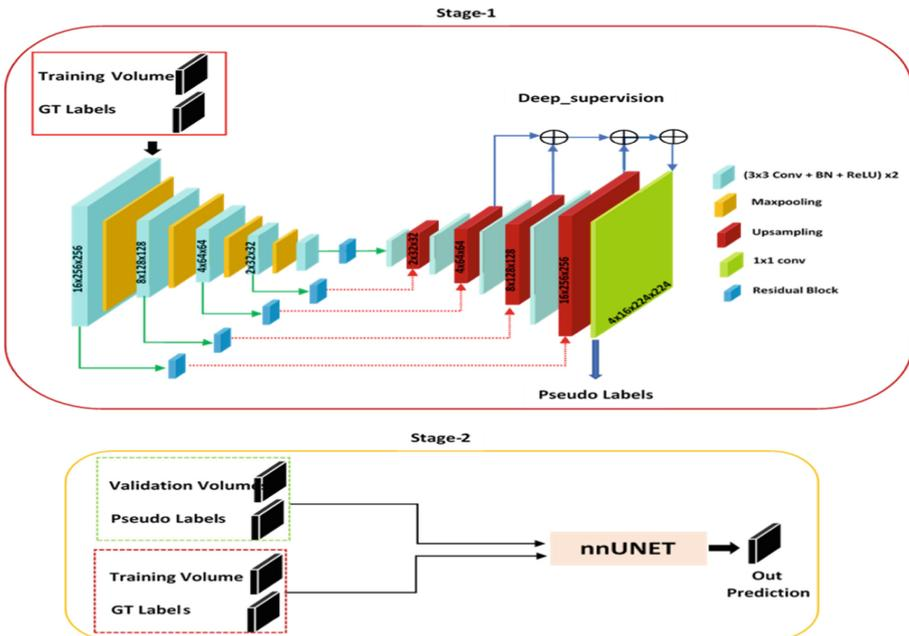 Stage-1
Training Volume
GT Labels
Deep_supervision
16x256x256
8x128x128
4x64x64
2x32x32
2x32x32
4x64x64
8x128x128
16x256x256
4x16x224x224
(3x3 Conv + BN + ReLU) x2
Maxpooling
Upsampling
1x1 conv
Residual Block
Pseudo Labels
Stage-2
Validation Volume
Pseudo Labels
Training Volume
GT Labels
nnUNET
Out
Prediction